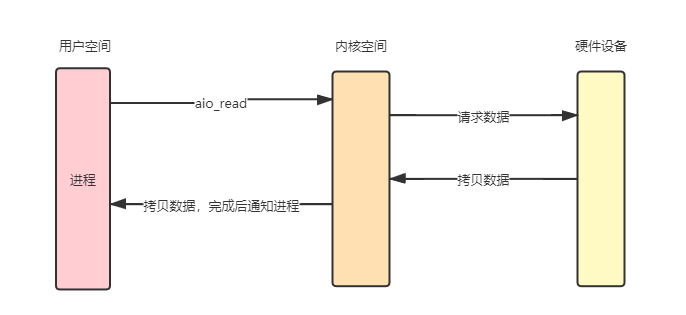 用户空间
内核空间
硬件设备
aio_read
请求数据
进程
拷贝数据
拷贝数据，完成后通知进程